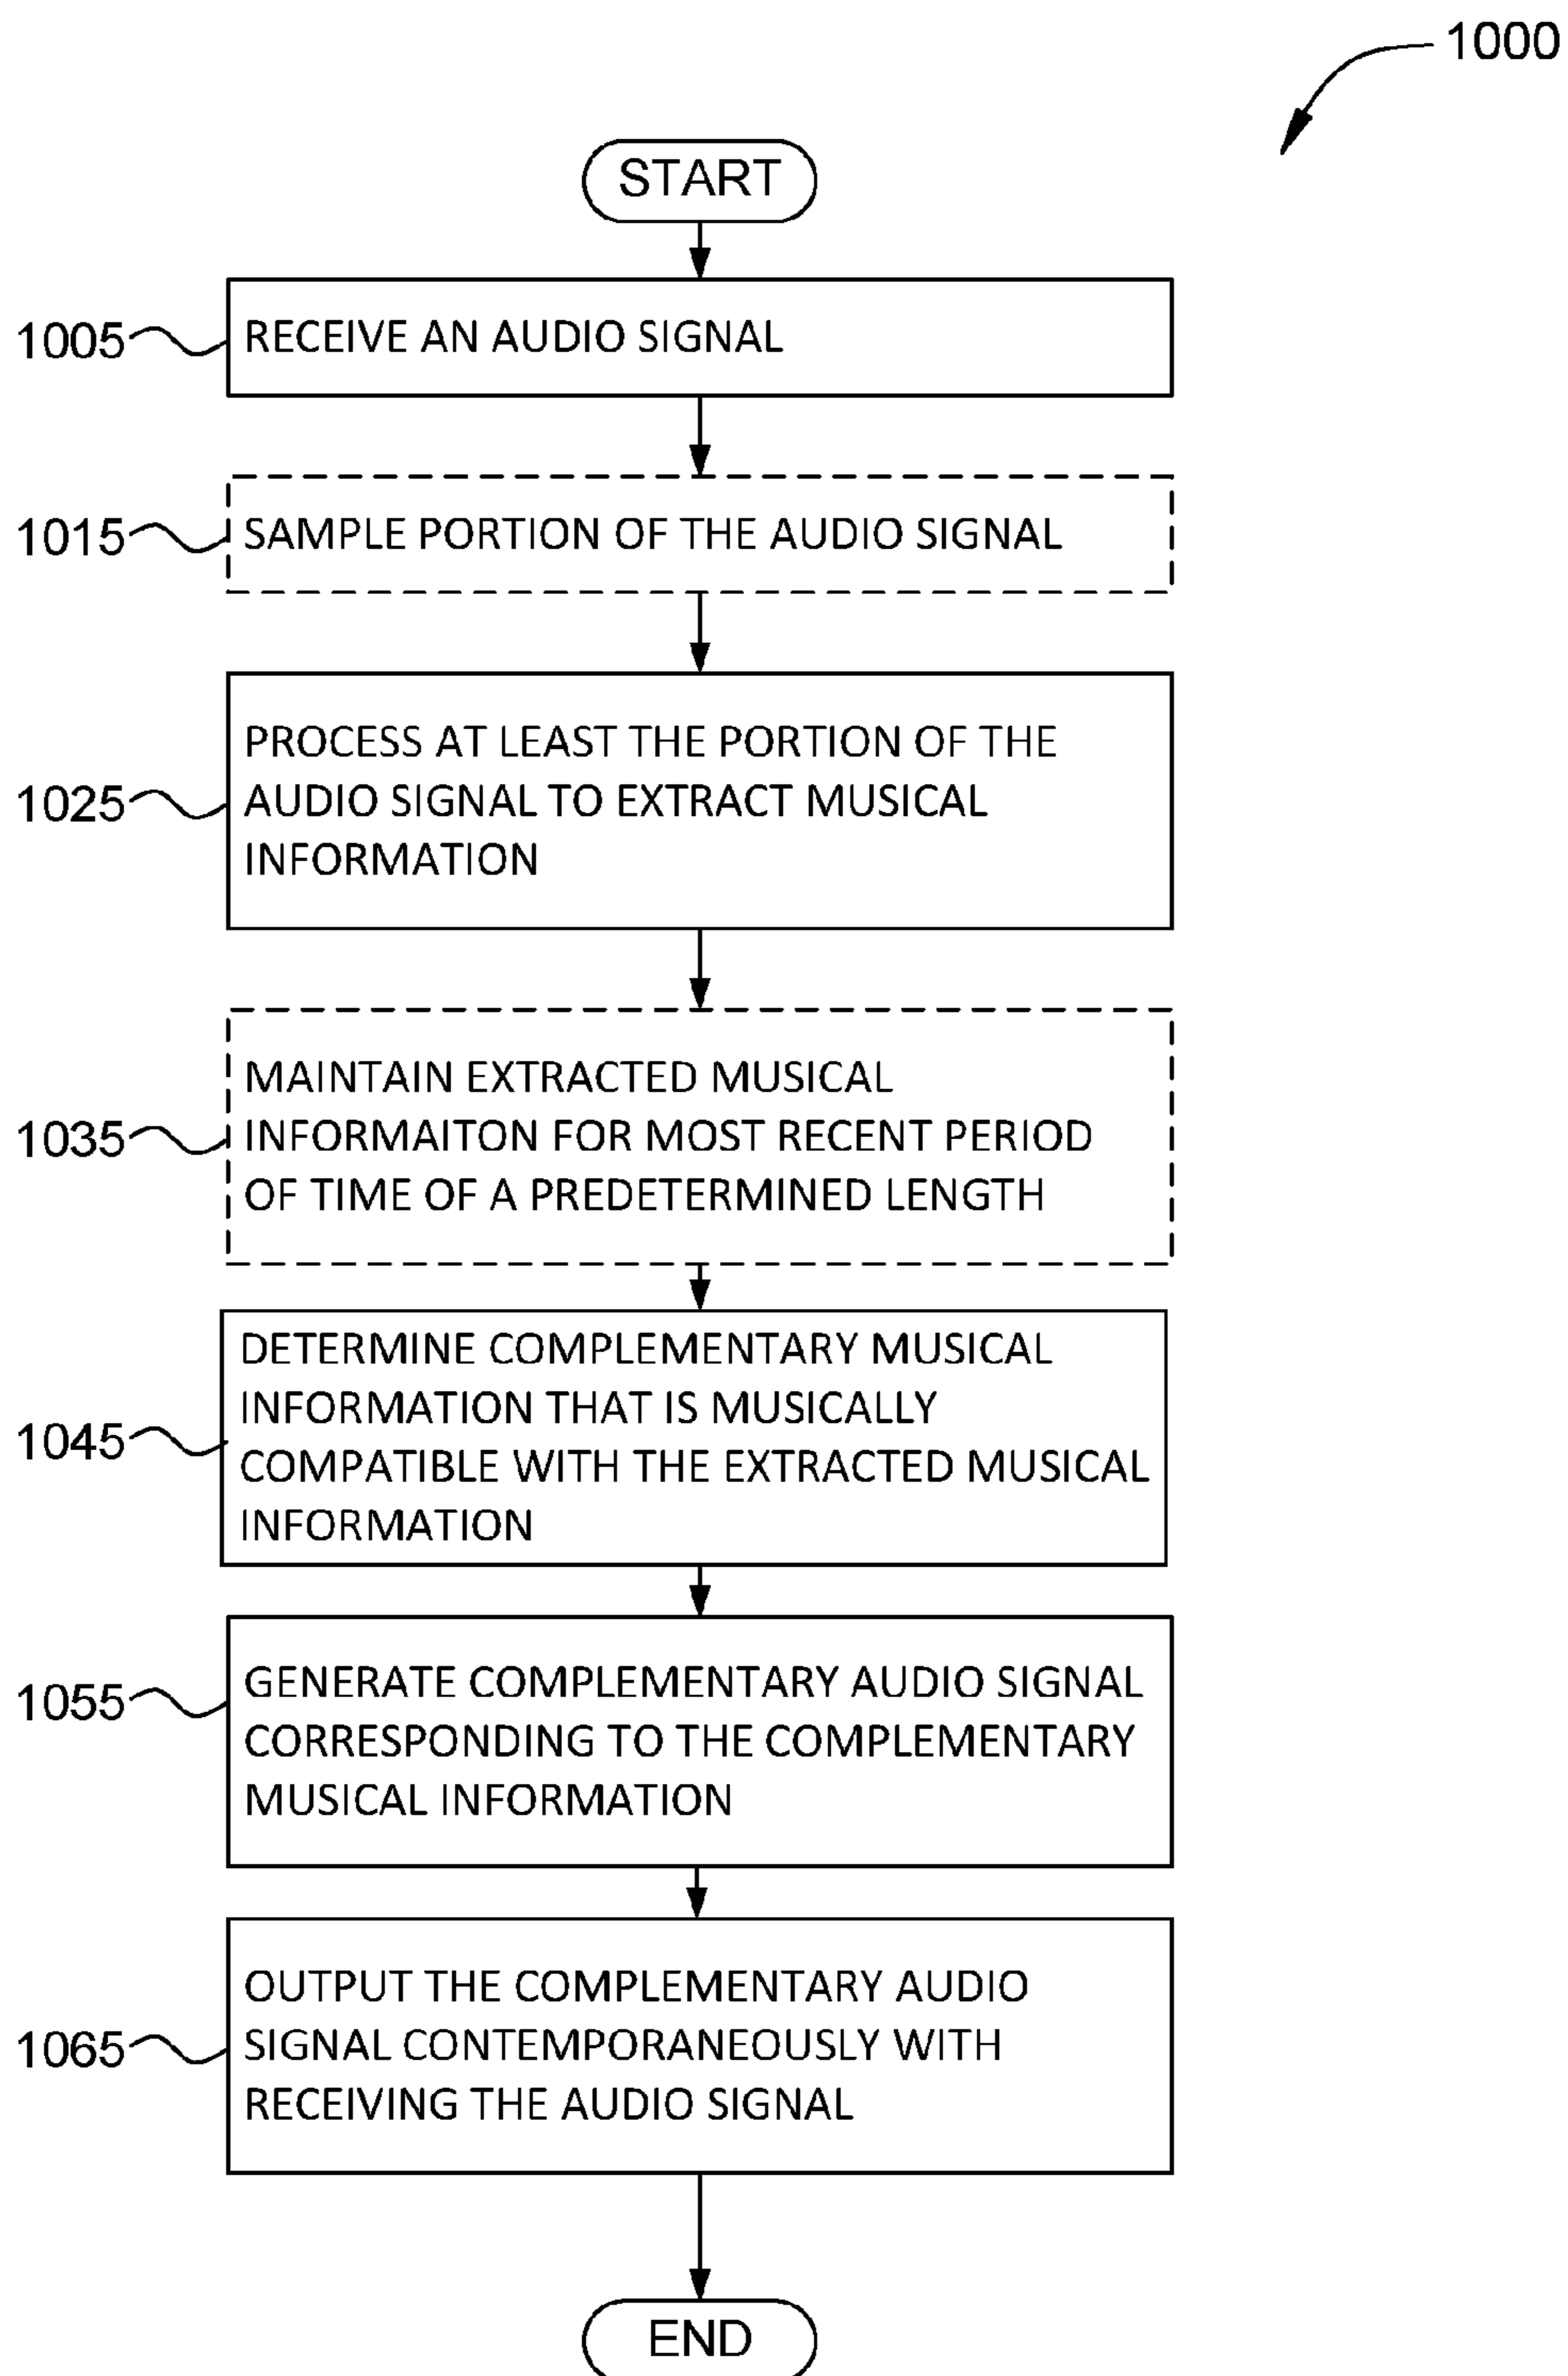 1000
START
1005
RECEIVE AN AUDIO SIGNAL
1015
SAMPLE PORTION OF THE AUDIO SIGNAL
1025
PROCESS AT LEAST THE PORTION OF THE
AUDIO SIGNAL TO EXTRACT MUSICAL
INFORMATION
1035
MAINTAIN EXTRACTED MUSICAL
INFORMAITON FOR MOST RECENT PERIOD
OF TIME OF A PREDETERMINED LENGTH
1045
DETERMINE COMPLEMENTARY MUSICAL
INFORMATION THAT IS MUSICALLY
COMPATIBLE WITH THE EXTRACTED MUSICAL
INFORMATION
1055
GENERATE COMPLEMENTARY AUDIO SIGNAL
CORRESPONDING TO THE COMPLEMENTARY
MUSICAL INFORMATION
1065
OUTPUT THE COMPLEMENTARY AUDIO
SIGNAL CONTEMPORANEOUSLY WITH
RECEIVING THE AUDIO SIGNAL
END